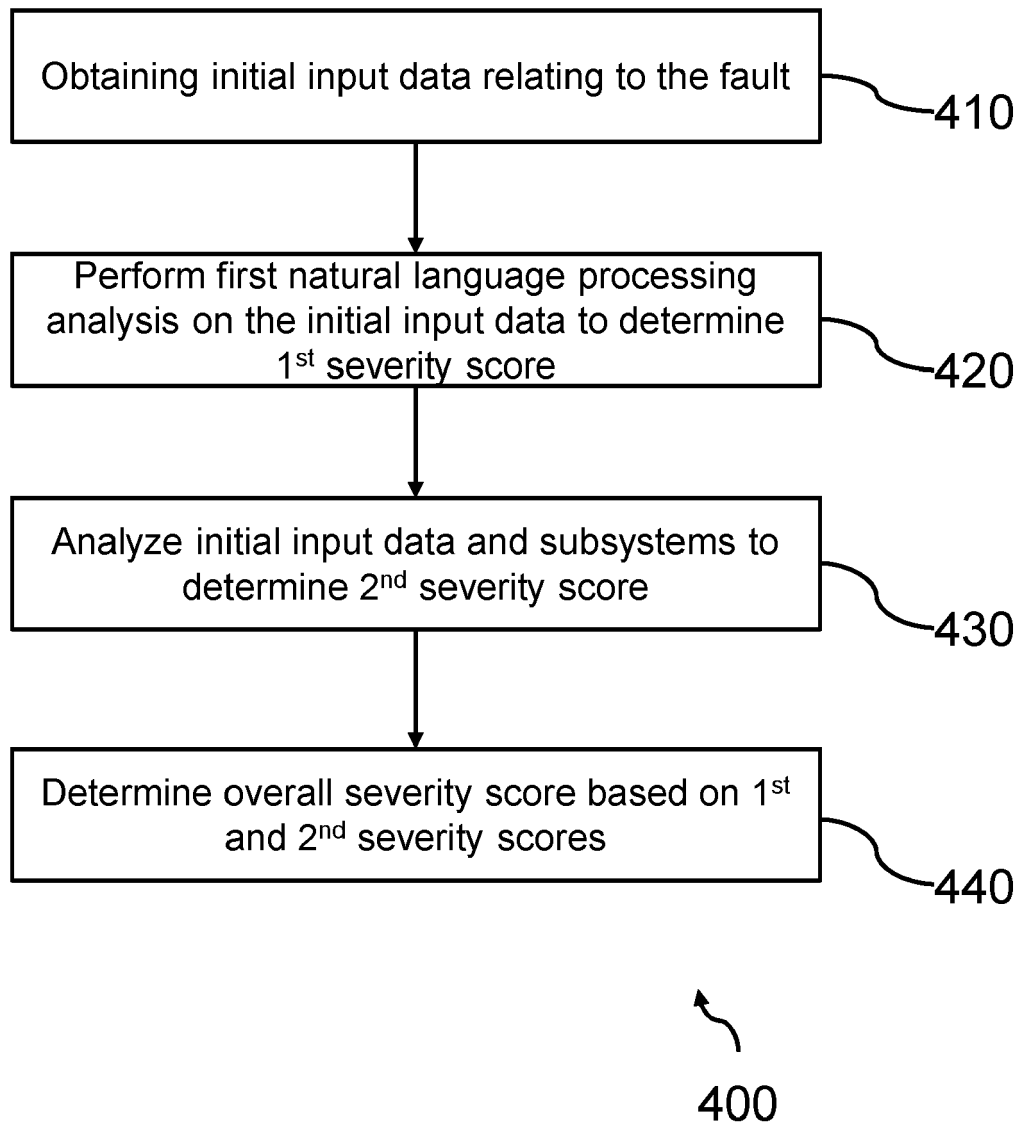 Obtaining initial input data relating to the fault
410
Perform first natural language processing
analysis on the initial input data to determine
1st severity score
420
Analyze initial input data and subsystems to
determine 2nd severity score
430
Determine overall severity score based on 1st
and 2nd severity scores
440
400